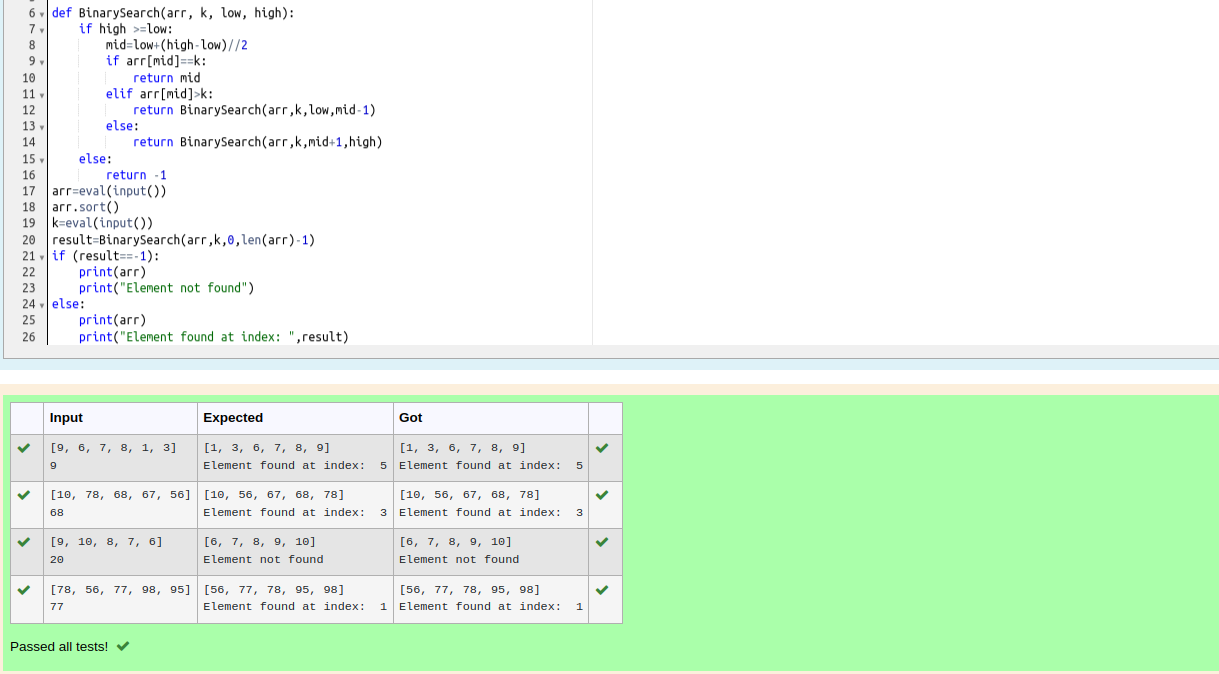 6 def BinarySearch(arr, k, low, high):
7     if high >=low:
8         mid=low+(high-low)//2
9         if arr[mid]==k:
10             return mid
11         elif arr[mid]>k:
12             return BinarySearch(arr,k,low,mid-1)
13         else:
14             return BinarySearch(arr,k,mid+1,high)
15     else:
16         return -1
17 arr=eval(input())
18 arr.sort()
19 k=eval(input())
20 result=BinarySearch(arr,k,0,len(arr)-1)
21 if (result==-1):
22     print(arr)
23     print("Element not found")
24 else:
25     print(arr)
26     print("Element found at index: ",result)
Input Expected Got
[9, 6, 7, 8, 1, 3] [1, 3, 6, 7, 8, 9] [1, 3, 6, 7, 8, 9]
9 Element found at index:  5 Element found at index:  5
[10, 78, 68, 67, 56] [10, 56, 67, 68, 78] [10, 56, 67, 68, 78]
68 Element found at index:  3 Element found at index:  3
[9, 10, 8, 7, 6] [6, 7, 8, 9, 10] [6, 7, 8, 9, 10]
20 Element not found Element not found
[78, 56, 77, 98, 95] [56, 77, 78, 95, 98] [56, 77, 78, 95, 98]
77 Element found at index:  1 Element found at index:  1
Passed all tests!